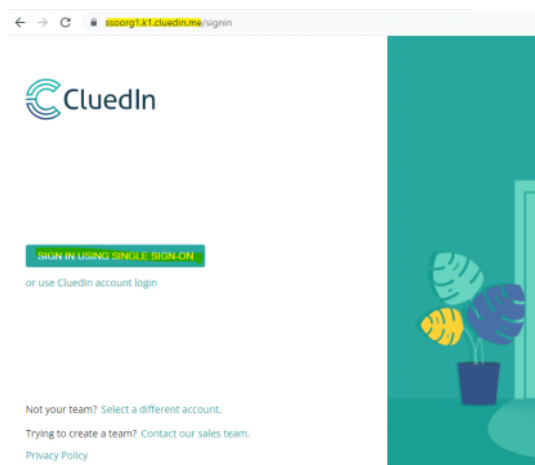 ssoorg1.k1.cluedin.me/signin
CluedIn
SIGN IN USING SINGLE SIGN-ON
or use CluedIn account login
Not your team? Select a different account.
Trying to create a team? Contact our sales team.
Privacy Policy